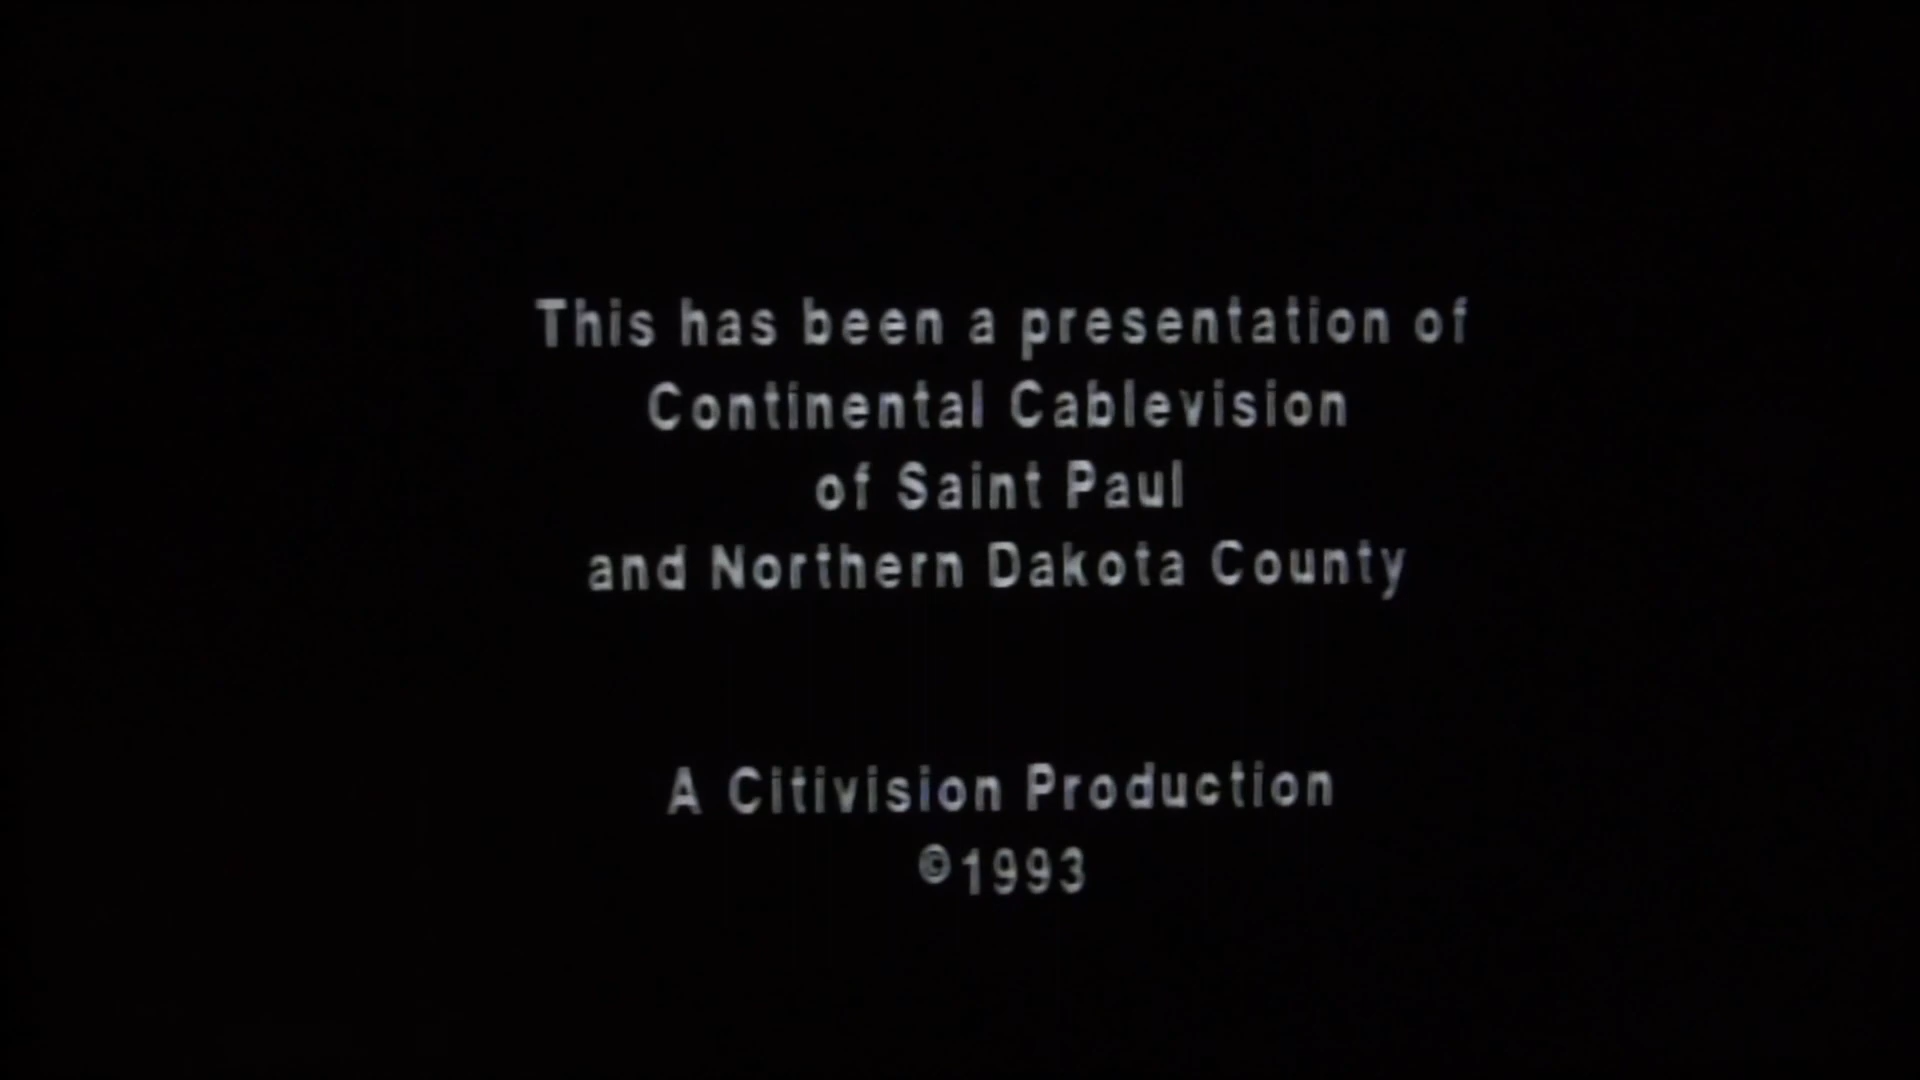 This has been a presentation of
Continental Cablevision
of Saint Paul
and Northern Dakota County
A Citivision Production
©1993